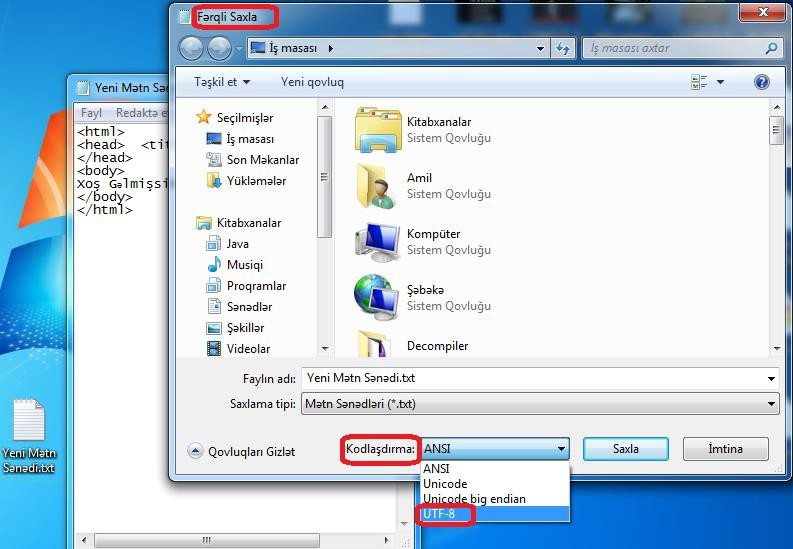 Fərqli Saxla
İş masası
İş masası axtar
Təşkil et
Yeni qovluq
Seçilmişlər
İş masası
Son Məkanlar
Yükləmələr
Kitabxanalar
Java
Musiqi
Proqramlar
Sənədlər
Şəkillər
Videolar
Kitabxanalar
Sistem Qovluğu
Amil
Sistem Qovluğu
Kompüter
Sistem Qovluğu
Şəbəkə
Sistem Qovluğu
Decompiler
Faylın adı: Yeni Mətn Sənədi.txt
Saxlama tipi: Mətn Sənədləri (*.txt)
Qovluqları Gizlət
Kodlaşdırma: ANSI
Saxla
İmtina
ANSI
Unicode
Unicode big endian
UTF-8
Yeni Mətn Sən
Fayl Redaktə e
<html>
<head> <tit
</head>
<body>
Xoş Gəlmişsi
</body>
</html>
Yeni Mətn
Sənədi.txt